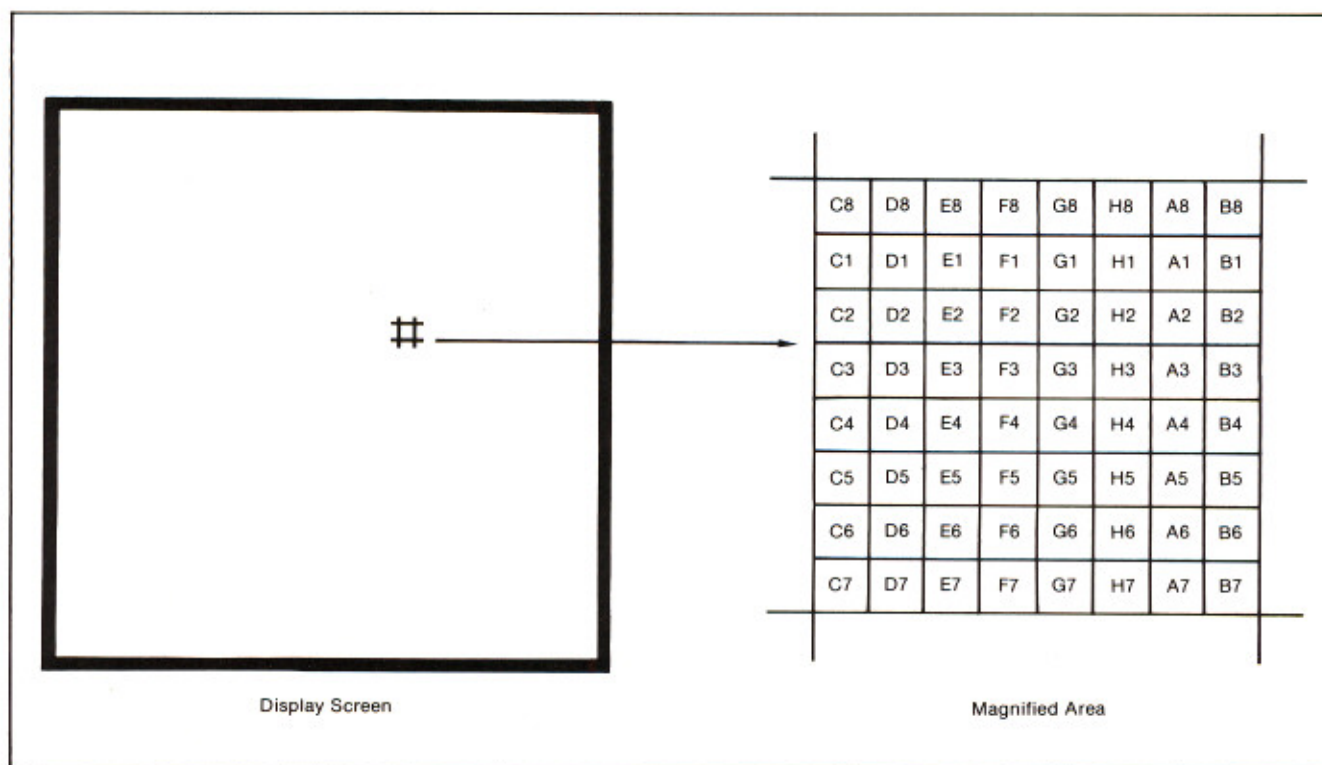 C8 D8 E8 F8 G8 H8 A8 B8
C1 D1 E1 F1 G1 H1 A1 B1
C2 D2 E2 F2 G2 H2 A2 B2
C3 D3 E3 F3 G3 H3 A3 B3
C4 D4 E4 F4 G4 H4 A4 B4
C5 D5 E5 F5 G5 H5 A5 B5
C6 D6 E6 F6 G6 H6 A6 B6
C7 D7 E7 F7 G7 H7 A7 B7
Display Screen
Magnified Area